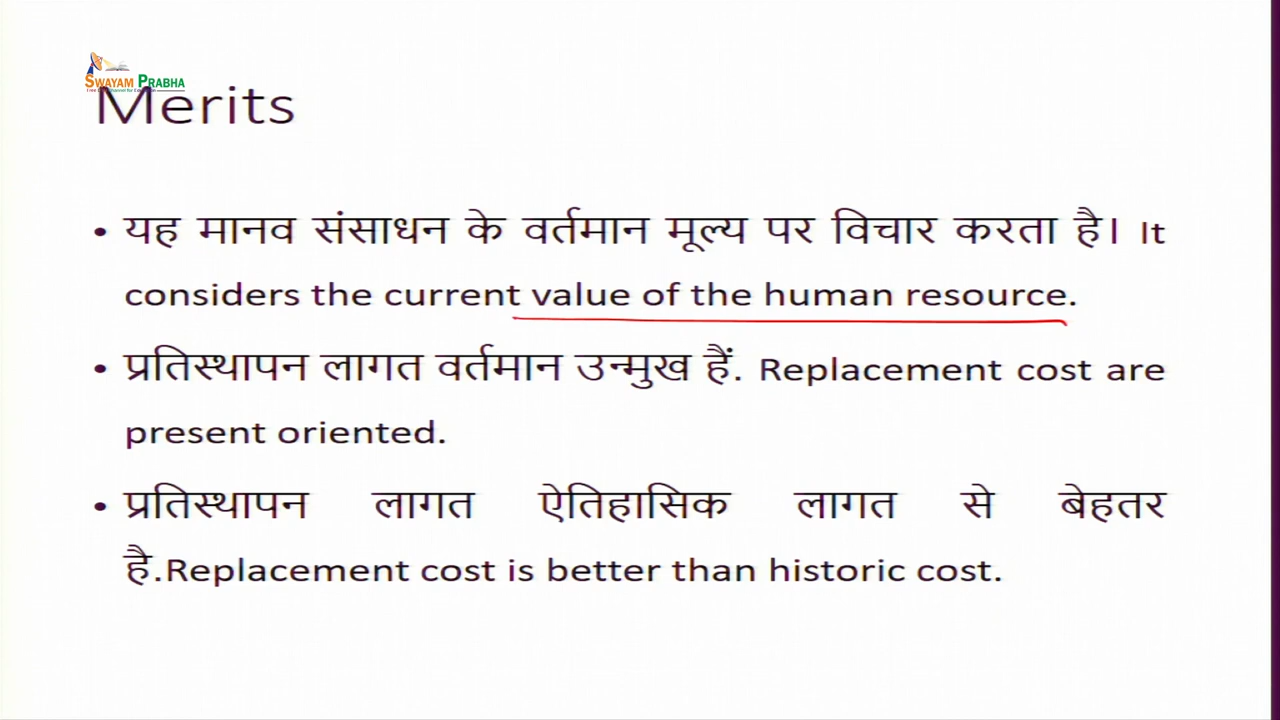 SWAYAM PRABHA
Merits
• यह मानव संसाधन के वर्तमान मूल्य पर विचार करता है। It
considers the current value of the human resource.
• प्रतिस्थापन लागत वर्तमान उन्मुख हैं. Replacement cost are
present oriented.
• प्रतिस्थापन लागत ऐतिहासिक लागत से बेहतर
है.Replacement cost is better than historic cost.